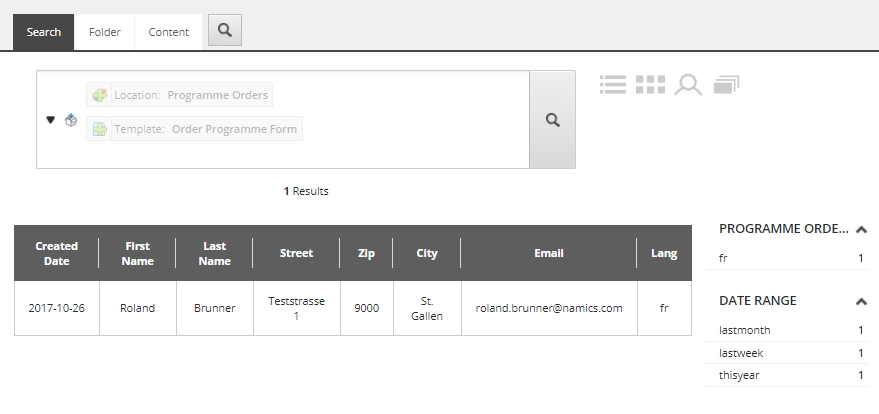 Search Folder Content
Location: Programme Orders
Template: Order Programme Form
1 Results
Created Date First Name Last Name Street Zip City Email Lang
2017-10-26 Roland Brunner Teststrasse 1 9000 St. Gallen roland.brunner@namics.com fr
PROGRAMME ORDE...
fr 1
DATE RANGE
lastmonth 1
lastweek 1
thisyear 1